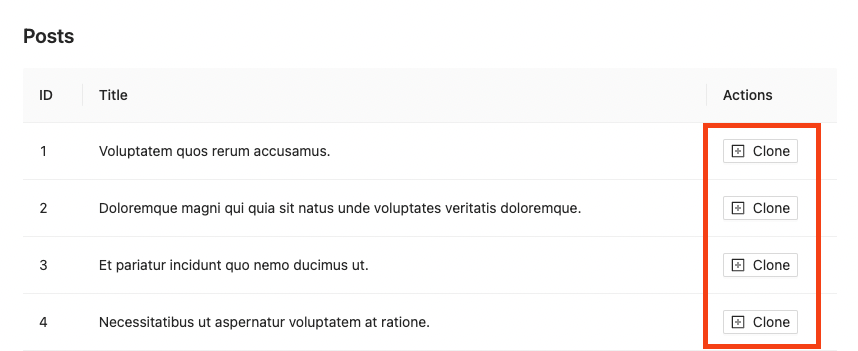 Posts
ID Title Actions
1 Voluptatem quos rerum accusamus. Clone
2 Doloremque magni qui quia sit natus unde voluptates veritatis doloremque. Clone
3 Et pariatur incidunt quo nemo ducimus ut. Clone
4 Necessitatibus ut aspernatur voluptatem at ratione. Clone